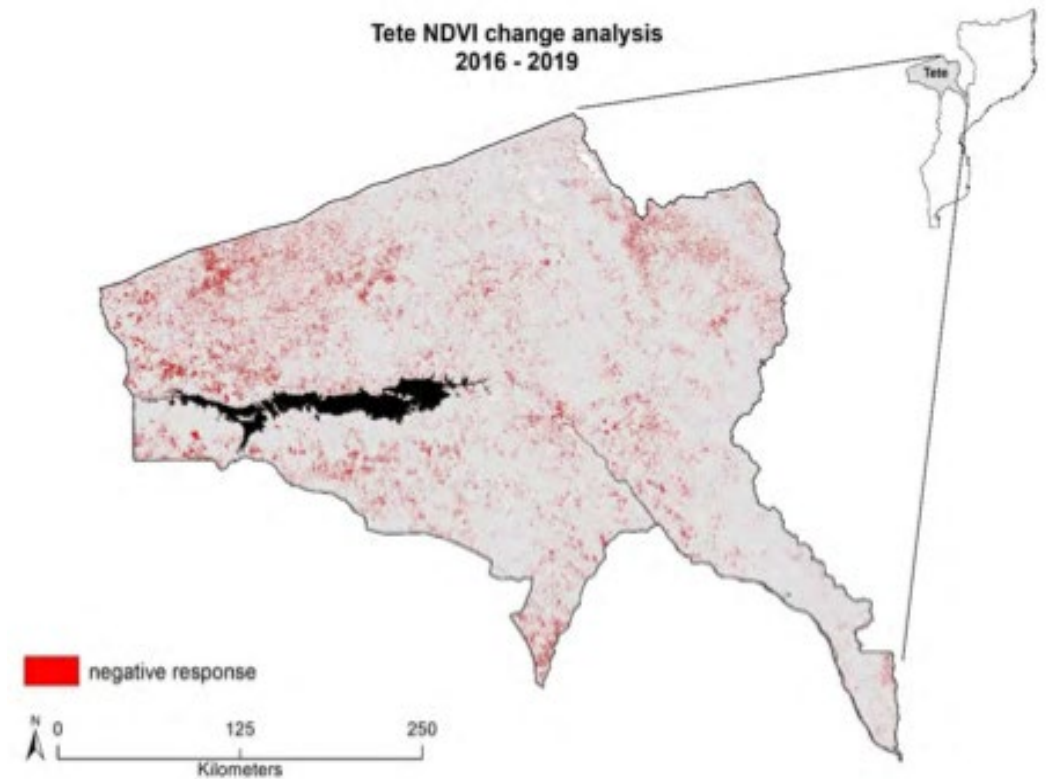 Tete NDVI change analysis
2016 - 2019
Tete
negative response
N
0 125 250
Kilometers